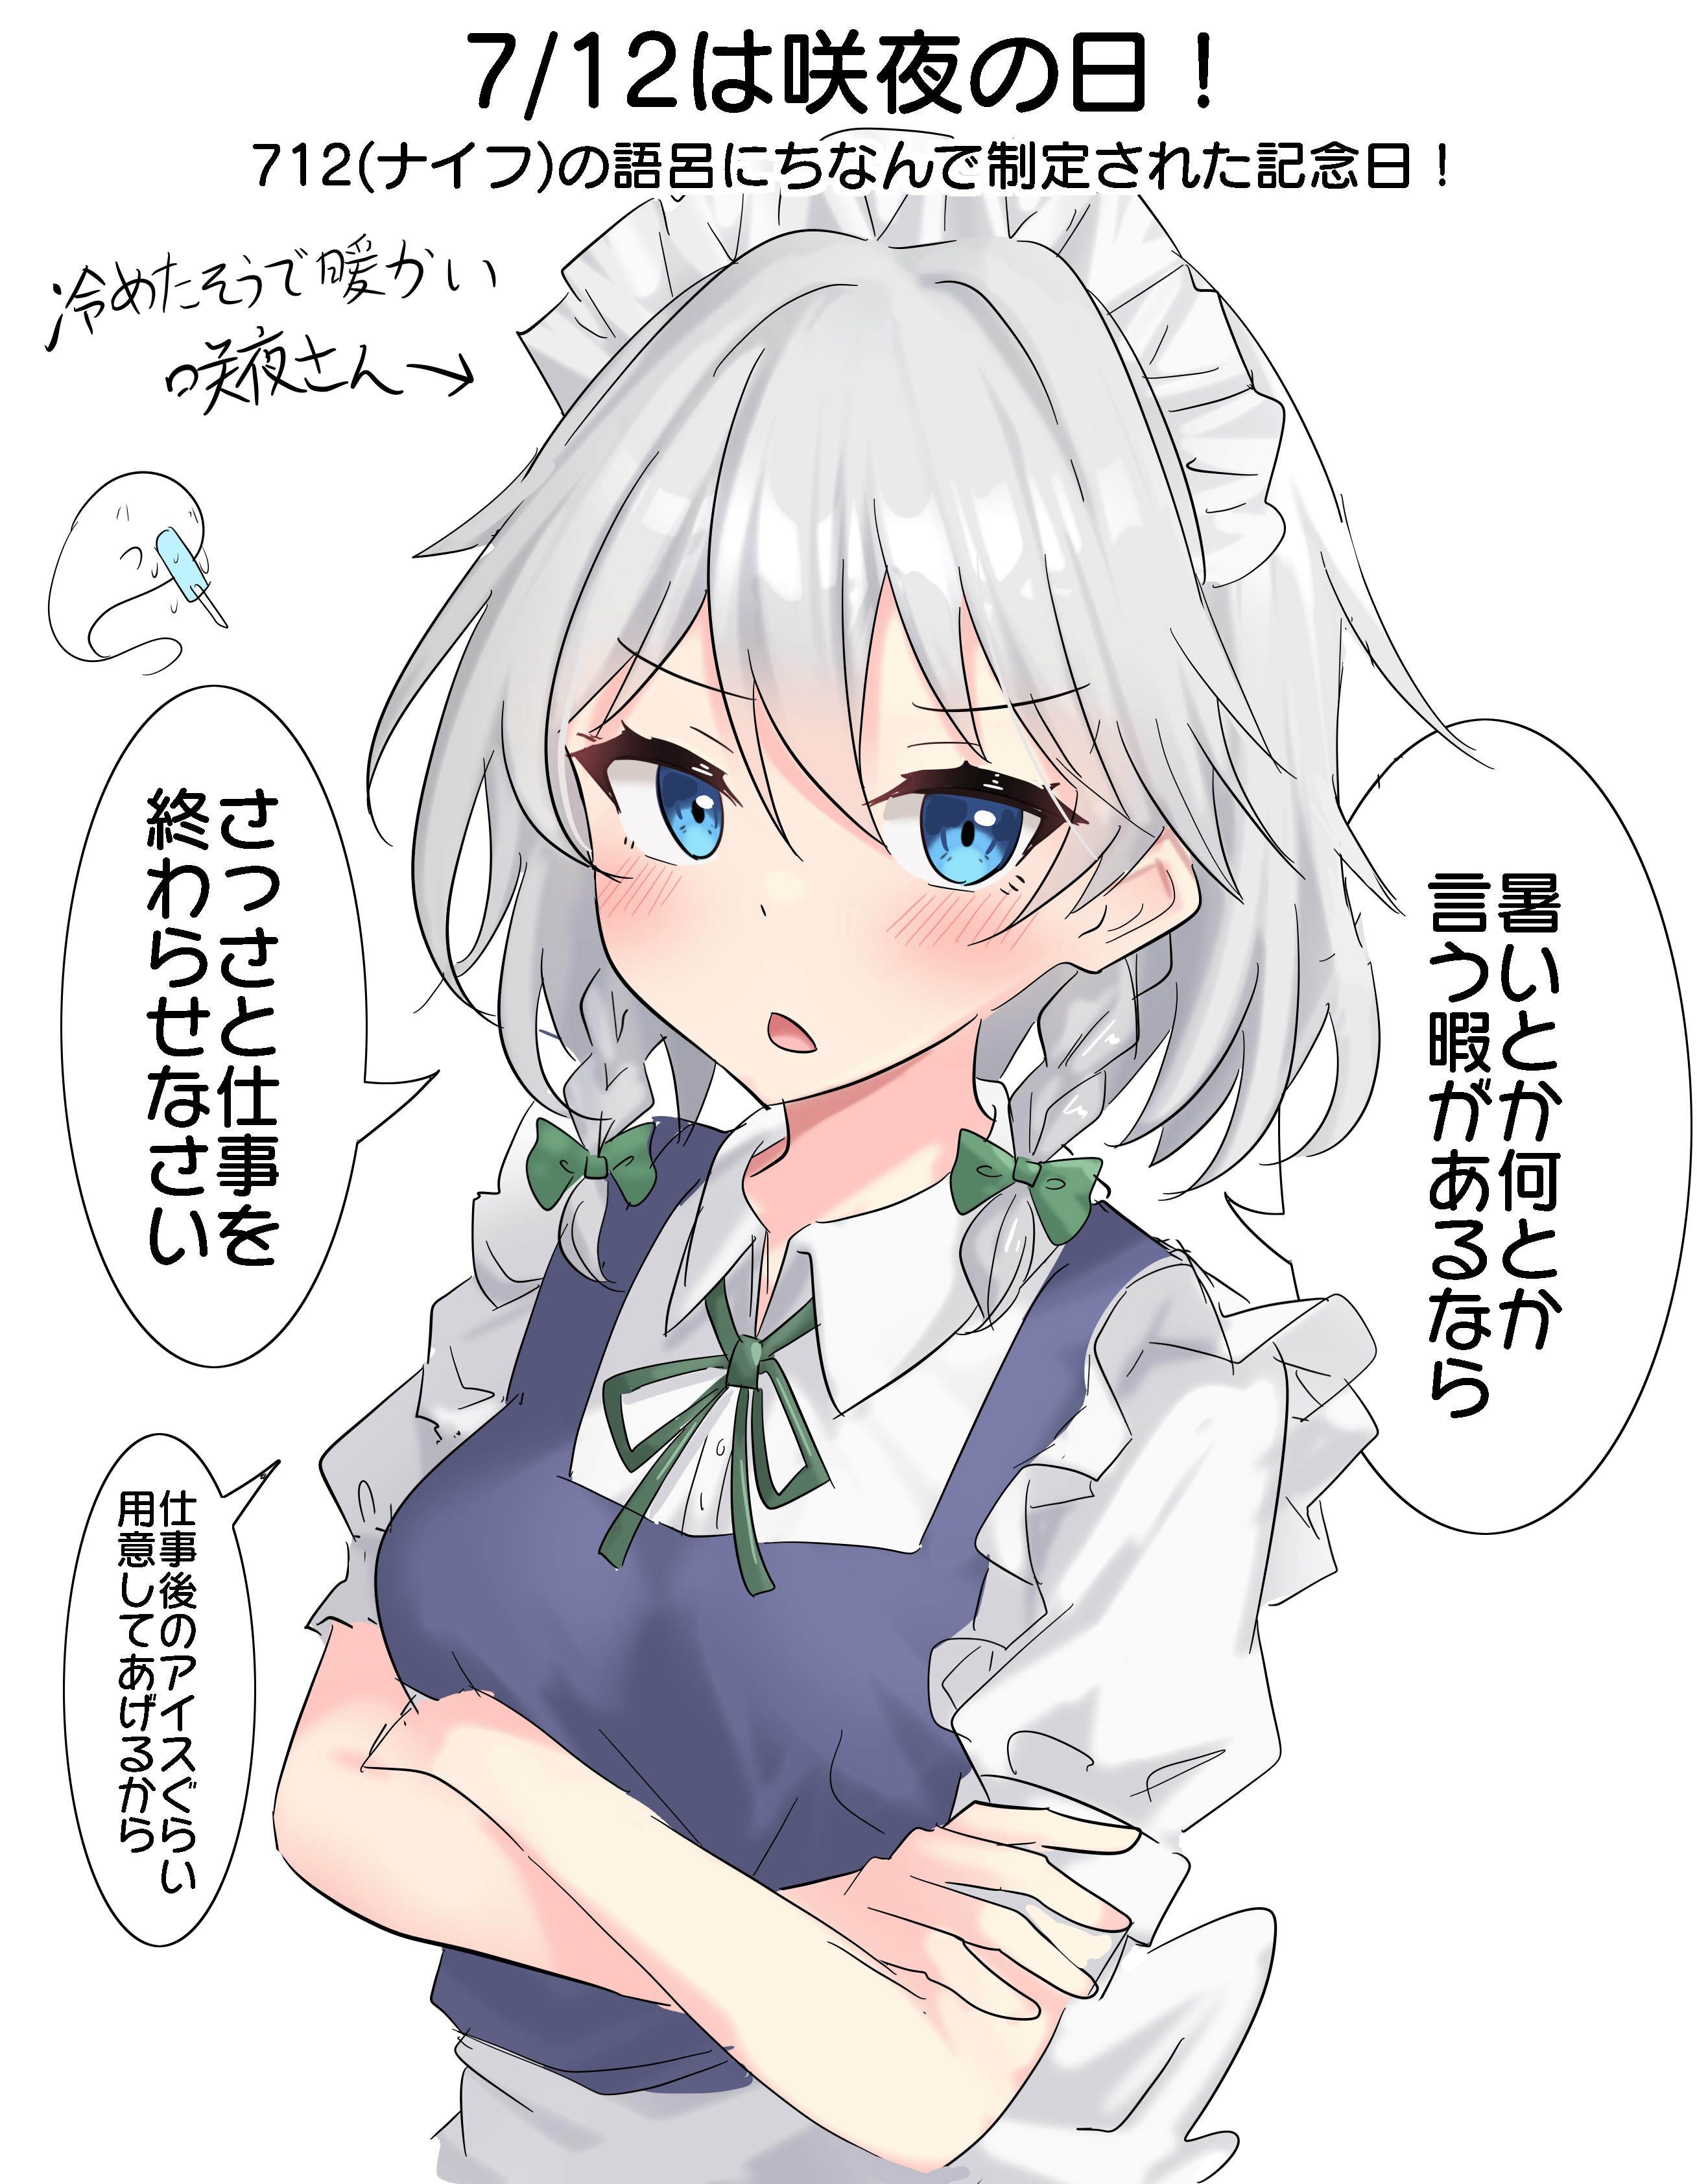 7/12は咲夜の日！
712(ナイフ)の語呂にちなんで制定された記念日！
冷めたそうで暖かい
咲夜さん→
暑いとか何とか
言う暇があるなら
さっさと仕事を
終わらせなさい
仕事後のアイスぐらい
用意してあげるから